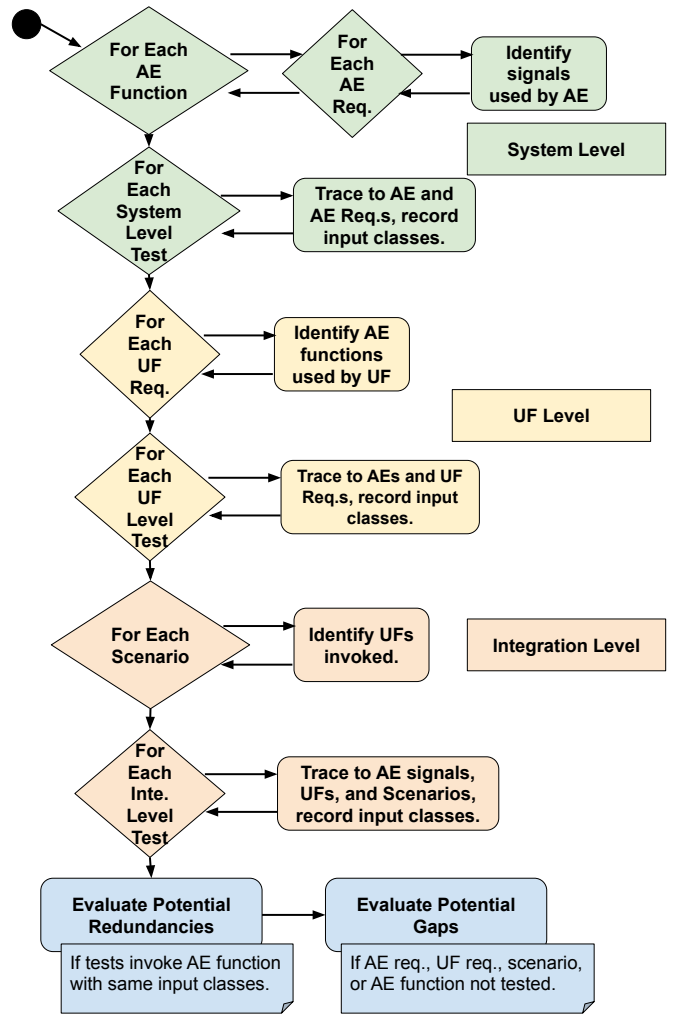 For Each
AE
Function
For
Each
AE
Req.
Identify
signals
used by AE
System Level
For
Each
System
Level
Test
Trace to AE and
AE Req.s, record
input classes.
For
Each
UF
Req.
Identify AE
functions
used by UF
UF Level
For
Each
UF
Level
Test
Trace to AEs and UF
Req.s, record input
classes.
For Each
Scenario
Identify UFs
invoked.
Integration Level
For
Each
Inte.
Level
Test
Trace to AE signals,
UFs, and Scenarios,
record input classes.
Evaluate Potential
Redundancies
If tests invoke AE function
with same input classes.
Evaluate Potential
Gaps
If AE req., UF req., scenario,
or AE function not tested.